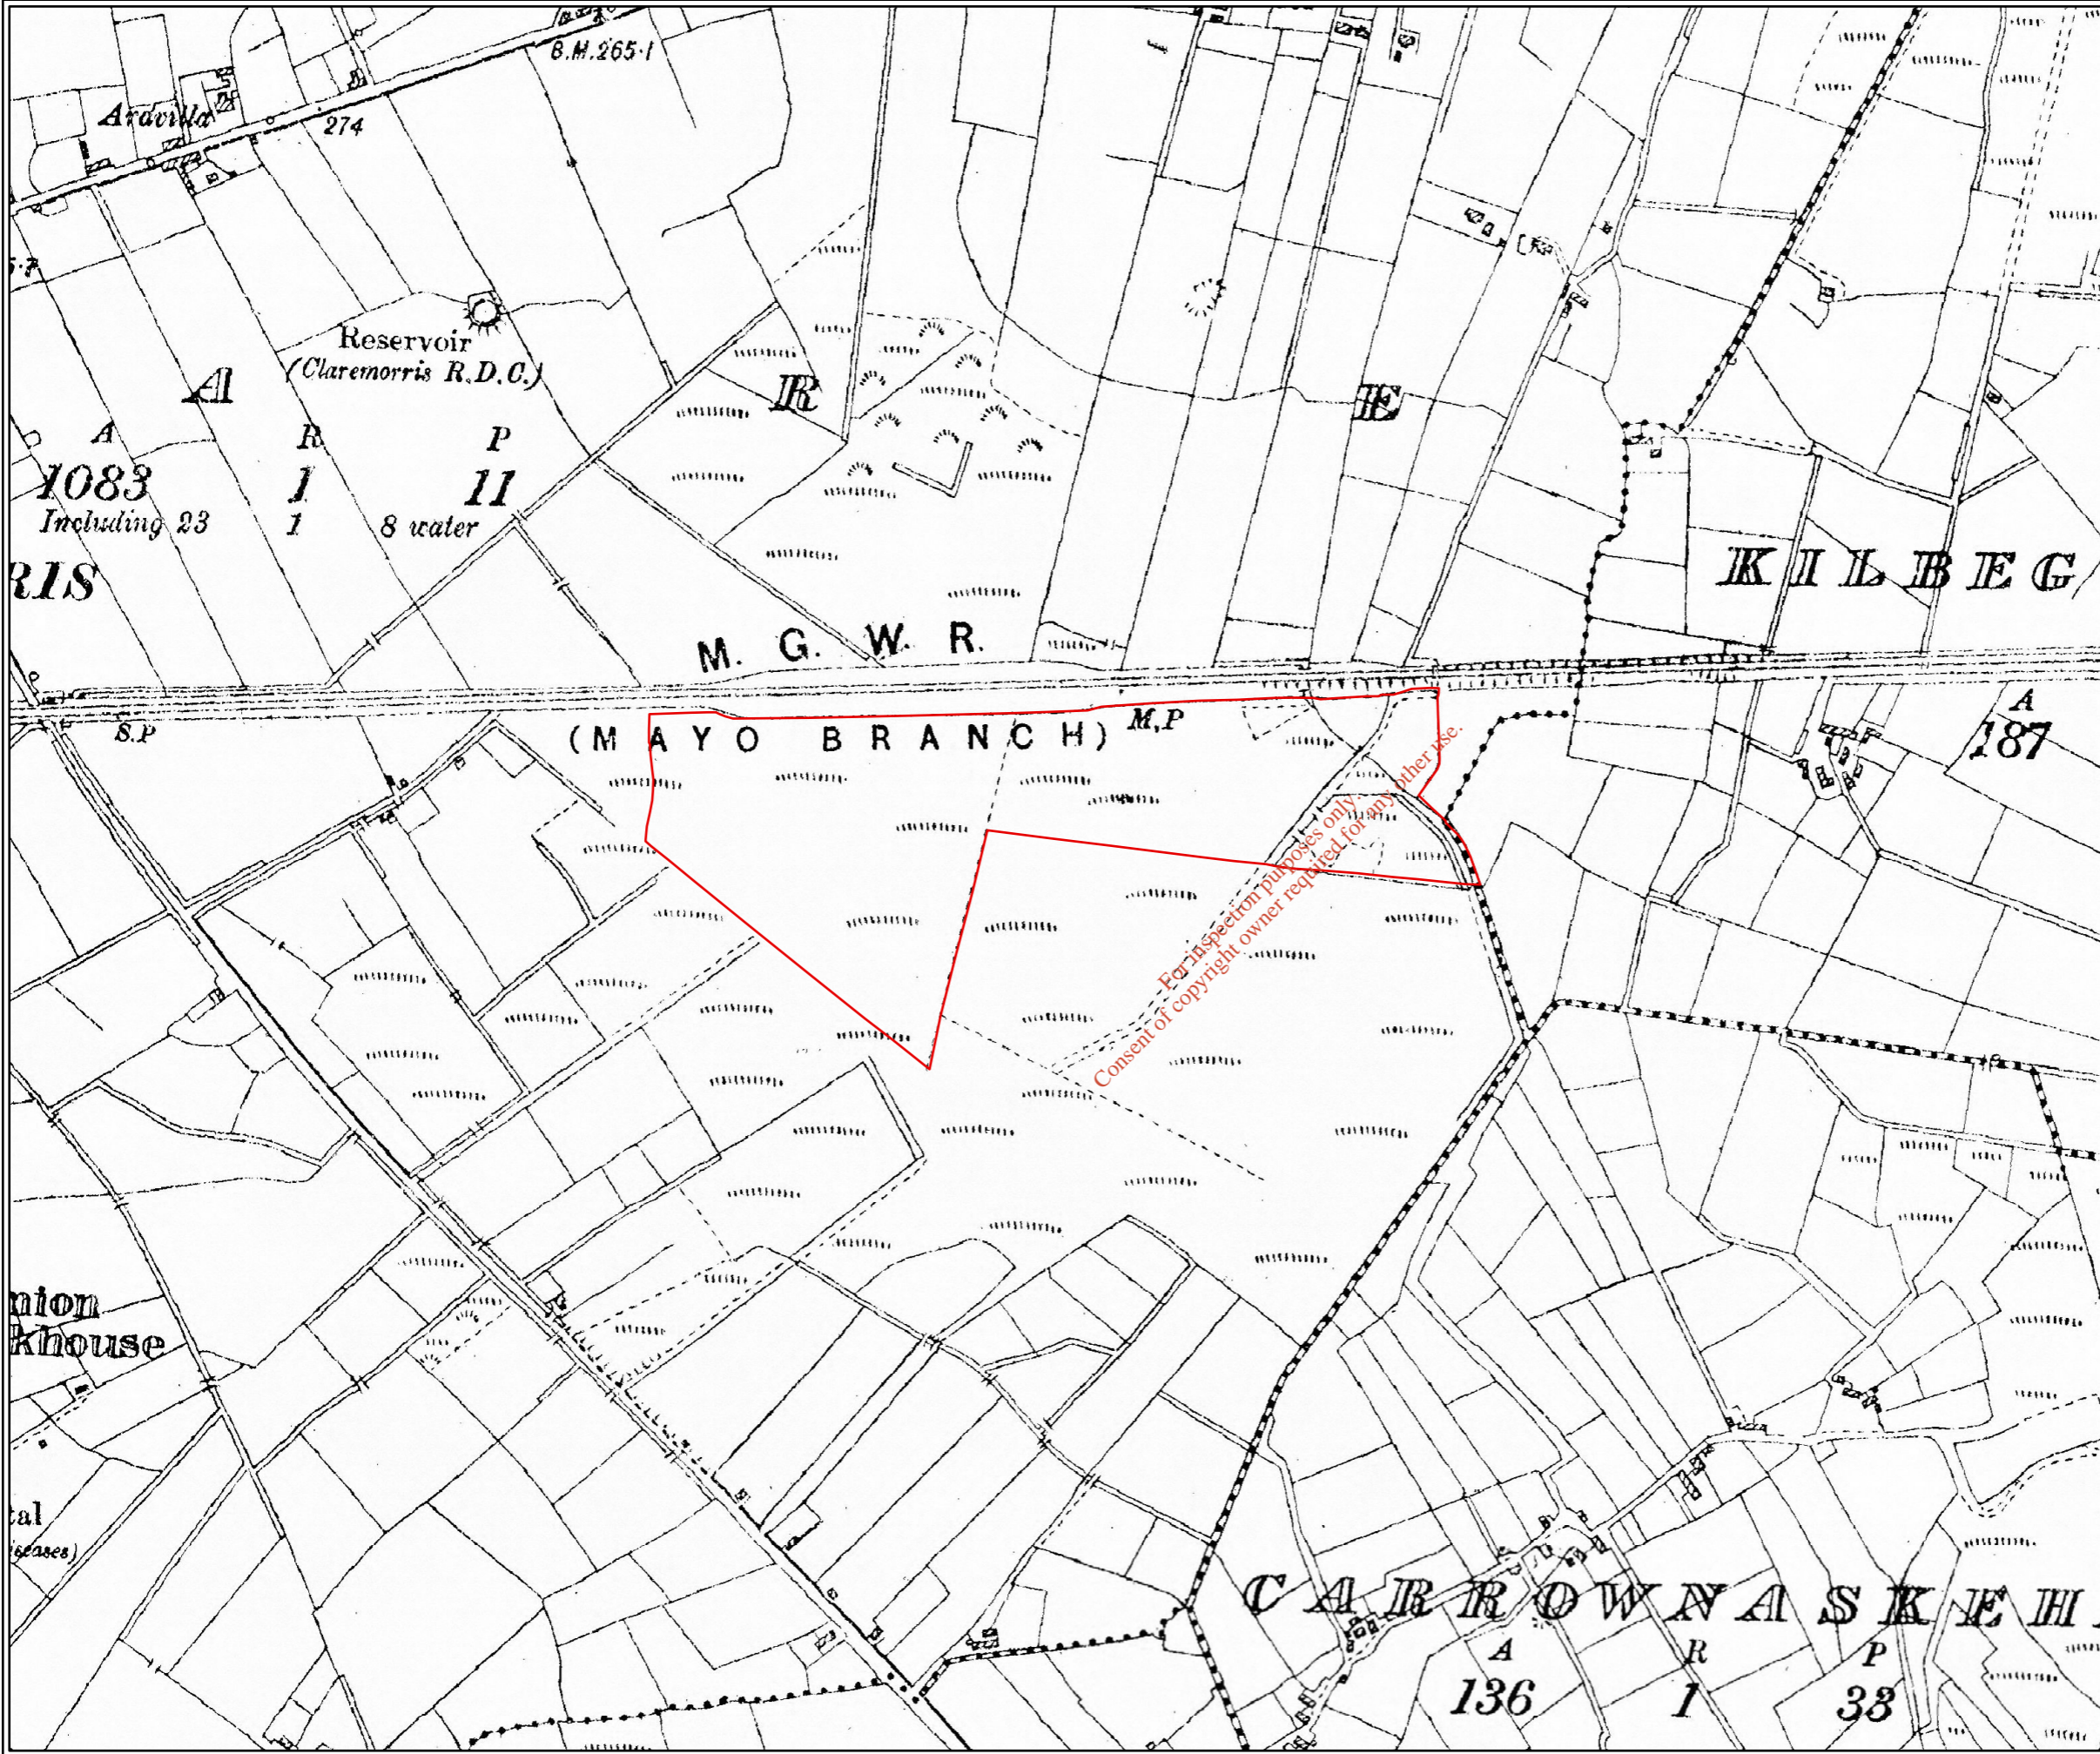 B.M.265·1
Ardvilla
274
5·7
Reservoir
(Claremorris R.D.C.)
A R E
A R P
1083 1 11
Including 23 1 8 water
RIS
KILBEG
M. G. W. R.
S.P
(MAYO BRANCH)
M.P
A
187
For inspection purposes only.
Consent of copyright owner required for any other use.
nion
khouse
tal
iseases)
CARROWNASKEH
A R P
136 1 33